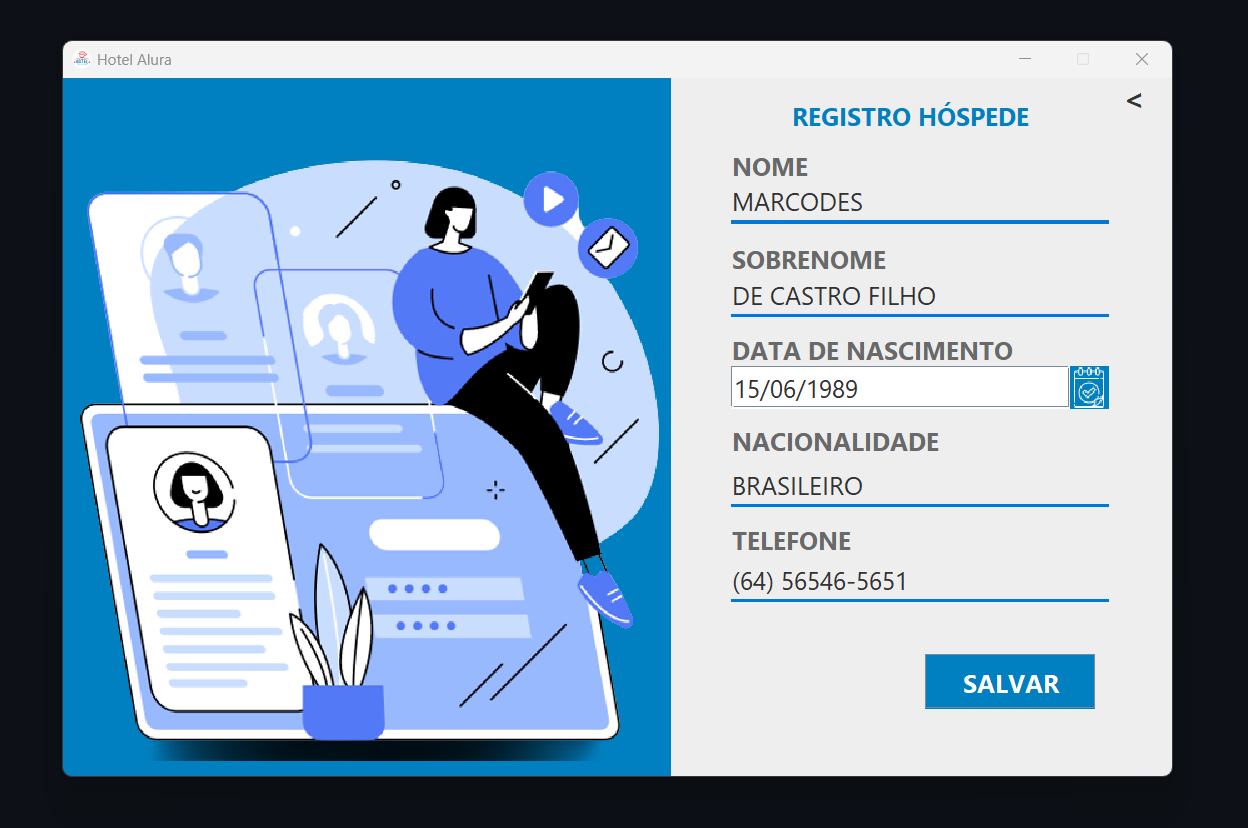 Hotel Alura
<
REGISTRO HÓSPEDE
NOME
MARCODES
SOBRENOME
DE CASTRO FILHO
DATA DE NASCIMENTO
15/06/1989
NACIONALIDADE
BRASILEIRO
TELEFONE
(64) 56546-5651
SALVAR